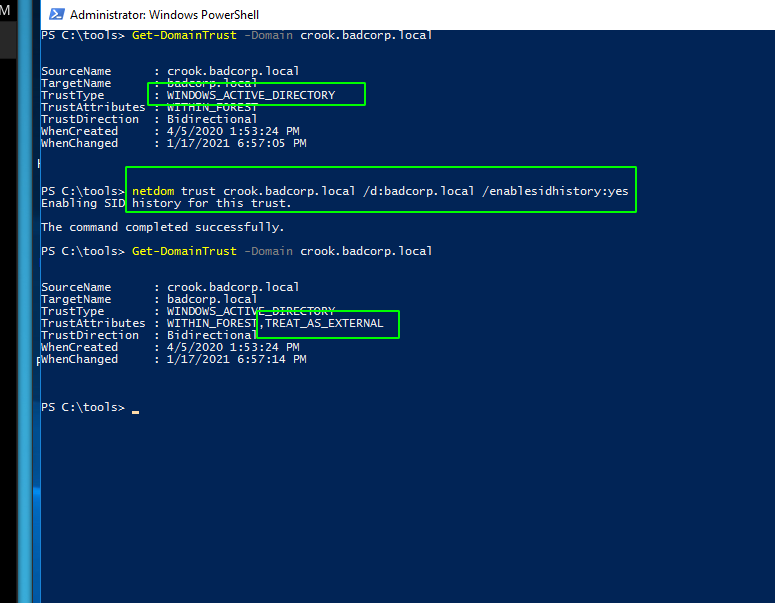 M
Administrator: Windows PowerShell
PS C:\tools> Get-DomainTrust -Domain crook.badcorp.local
SourceName      : crook.badcorp.local
TargetName      : badcorp.local
TrustType       : WINDOWS_ACTIVE_DIRECTORY
TrustAttributes : WITHIN_FOREST
TrustDirection  : Bidirectional
WhenCreated     : 4/5/2020 1:53:24 PM
WhenChanged     : 1/17/2021 6:57:05 PM
PS C:\tools> netdom trust crook.badcorp.local /d:badcorp.local /enablesidhistory:yes
Enabling SID history for this trust.
The command completed successfully.
PS C:\tools> Get-DomainTrust -Domain crook.badcorp.local
SourceName      : crook.badcorp.local
TargetName      : badcorp.local
TrustType       : WINDOWS_ACTIVE_DIRECTORY
TrustAttributes : WITHIN_FOREST,TREAT_AS_EXTERNAL
TrustDirection  : Bidirectional
WhenCreated     : 4/5/2020 1:53:24 PM
WhenChanged     : 1/17/2021 6:57:14 PM
PS C:\tools> _